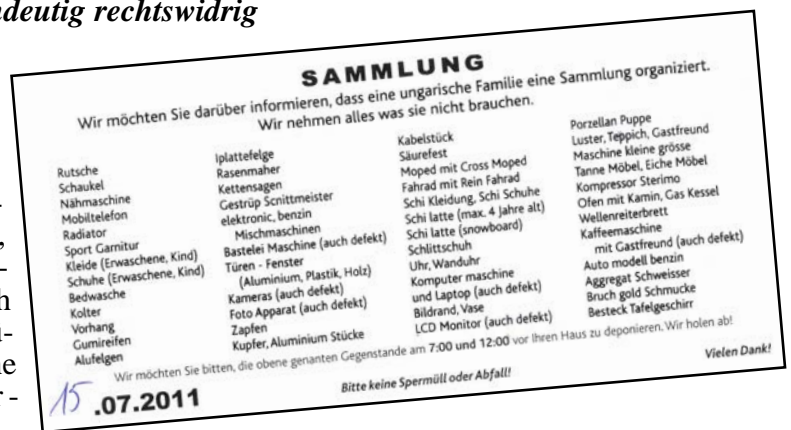 ndeutig rechtswidrig
SAMMLUNG
Wir möchten Sie darüber informieren, dass eine ungarische Familie eine Sammlung organiziert.
Wir nehmen alles was sie nicht brauchen.
Rutsche
Schaukel
Nähmaschine
Mobiltelefon
Radiator
Sport Garnitur
Kleide (Erwaschene, Kind)
Schuhe (Erwaschene, Kind)
Bedwasche
Kolter
Vorhang
Gumireifen
Alufelgen
Iplattefelge
Rasenmaher
Kettensagen
Gestrüp Scnittmeister
elektronic, benzin
Mischmaschinen
Bastelei Maschine (auch defekt)
Türen - Fenster
(Aluminium, Plastik, Holz)
Kameras (auch defekt)
Foto Apparat (auch defekt)
Zapfen
Kupfer, Aluminium Stücke
Kabelstück
Säurefest
Moped mit Cross Moped
Fahrad mit Rein Fahrad
Schi Kleidung, Schi Schuhe
Schi latte (max. 4 Jahre alt)
Schi latte (snowboard)
Schlittschuh
Uhr, Wanduhr
Komputer maschine
und Laptop (auch defekt)
Bildrand, Vase
LCD Monitor (auch defekt)
Porzellan Puppe
Luster, Teppich, Gastfreund
Maschine kleine grösse
Tanne Möbel, Eiche Möbel
Kompressor Sterimo
Ofen mit Kamin, Gas Kessel
Wellenreiterbrett
Kaffeemaschine
mit Gastfreund (auch defekt)
Auto modell benzin
Aggregat Schweisser
Bruch gold Schmucke
Besteck Tafelgeschirr
Wir möchten Sie bitten, die obene genanten Gegenstande am 7:00 und 12:00 vor Ihren Haus zu deponieren. Wir holen ab!
15.07.2011
Bitte keine Spermüll oder Abfall!
Vielen Dank!